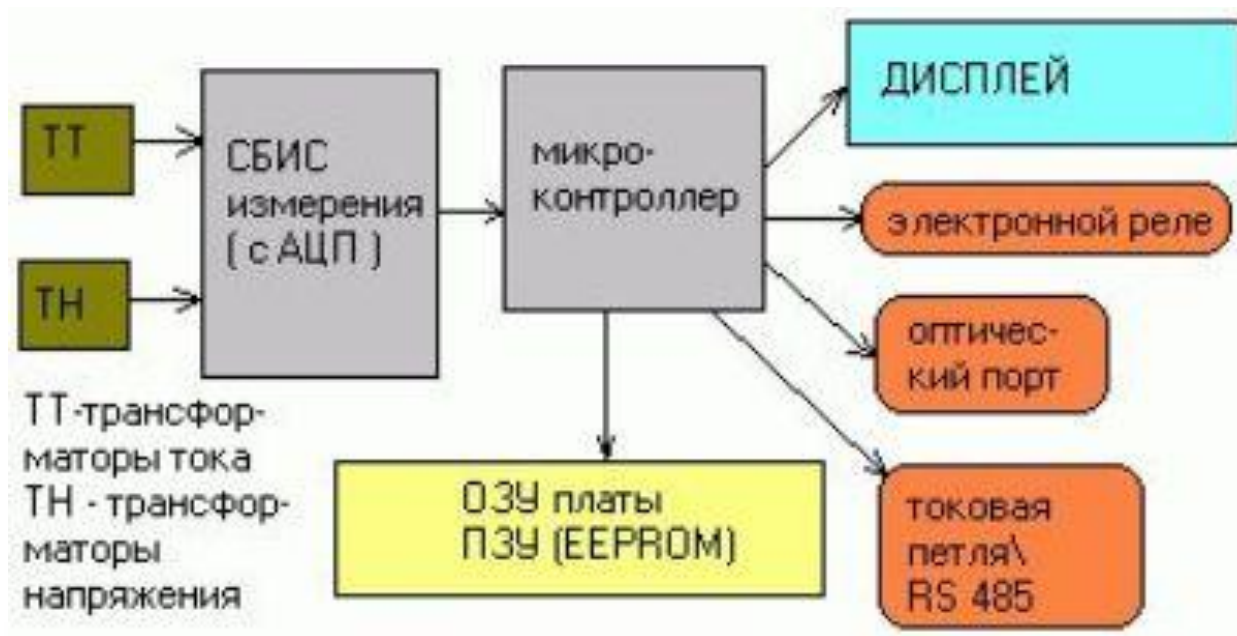 ТТ
ТН
СБИС
измерения
( с АЦП )
микро-
контроллер
ДИСПЛЕЙ
электронной реле
оптичес-
кий порт
токовая
петля\
RS 485
ОЗУ платы
ПЗУ (EEPROM)
ТТ-трансфор-
маторы тока
ТН - трансфор-
маторы
напряжения